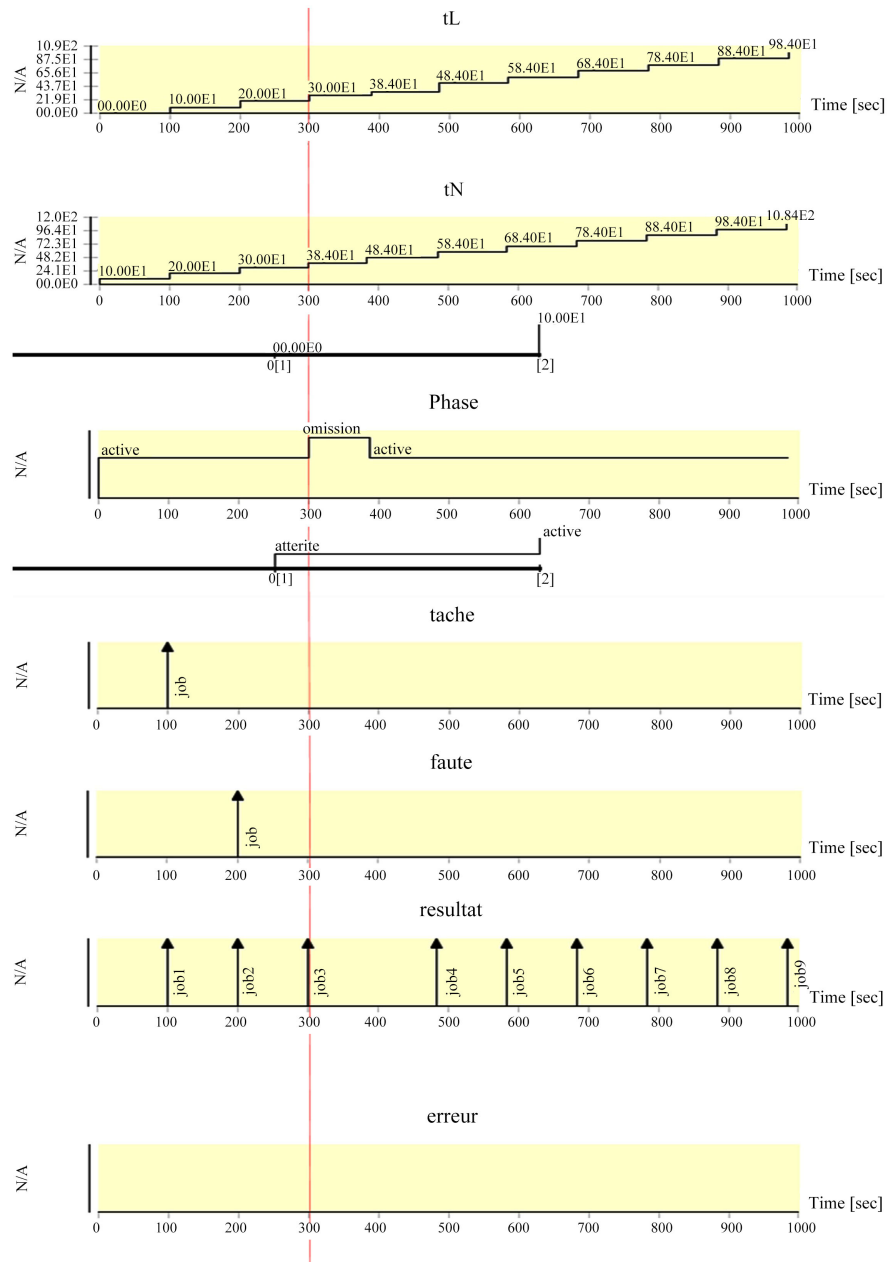 tL
N/A
10.9E2
87.5E1
65.6E1
43.7E1
21.9E1
00.0E0
00.00E0 10.00E1 20.00E1 30.00E1 38.40E1 48.40E1 58.40E1 68.40E1 78.40E1 88.40E1 98.40E1
Time [sec]
0 100 200 300 400 500 600 700 800 900 1000
tN
N/A
12.0E2
96.4E1
72.3E1
48.2E1
24.1E1
00.0E0
10.00E1 20.00E1 30.00E1 38.40E1 48.40E1 58.40E1 68.40E1 78.40E1 88.40E1 98.40E1 10.84E2
Time [sec]
0 100 200 300 400 500 600 700 800 900 1000
00.00E0 10.00E1
0[1] [2]
Phase
N/A
active omission active
Time [sec]
0 100 200 300 400 500 600 700 800 900 1000
atterite active
0[1] [2]
tache
N/A
job
Time [sec]
0 100 200 300 400 500 600 700 800 900 1000
faute
N/A
job
Time [sec]
0 100 200 300 400 500 600 700 800 900 1000
resultat
N/A
job1 job2 job3 job4 job5 job6 job7 job8 job9
Time [sec]
0 100 200 300 400 500 600 700 800 900 1000
erreur
N/A
Time [sec]
0 100 200 300 400 500 600 700 800 900 1000